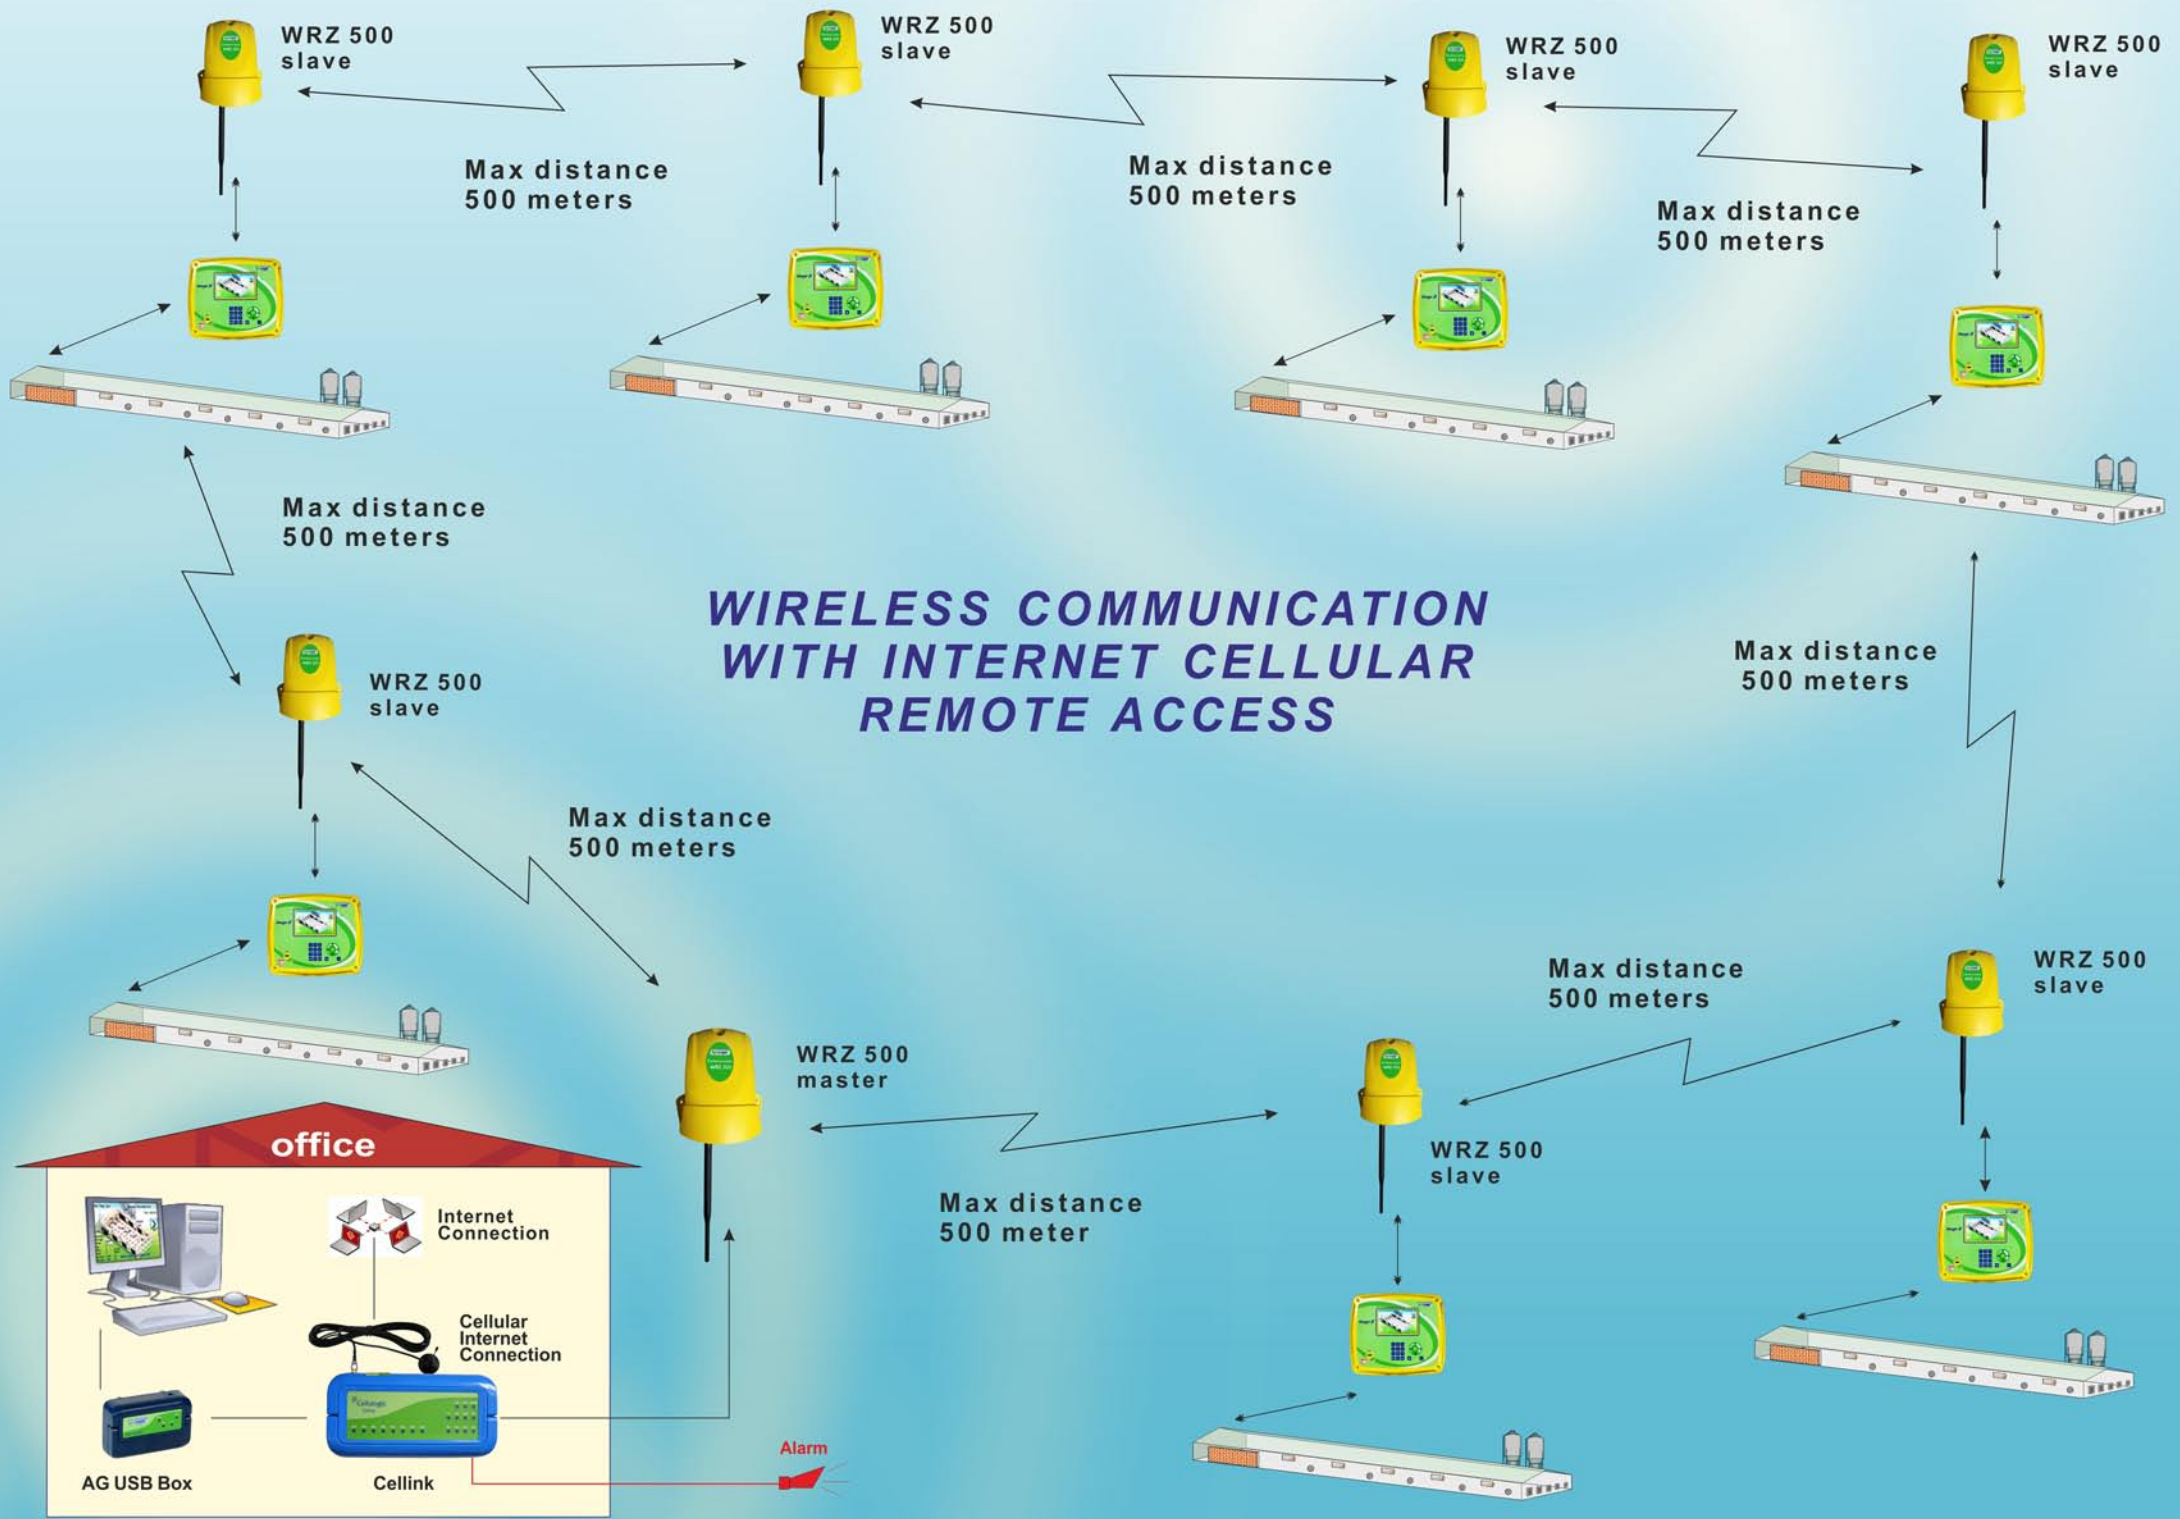 WRZ 500
slave
WRZ 500
slave
WRZ 500
slave
WRZ 500
slave
Max distance
500 meters
Max distance
500 meters
Max distance
500 meters
Max distance
500 meters
WIRELESS COMMUNICATION
WITH INTERNET CELLULAR
REMOTE ACCESS
Max distance
500 meters
WRZ 500
slave
Max distance
500 meters
WRZ 500
slave
Max distance
500 meters
WRZ 500
master
WRZ 500
slave
Max distance
500 meter
office
Internet
Connection
Cellular
Internet
Connection
AG USB Box
Cellink
Alarm